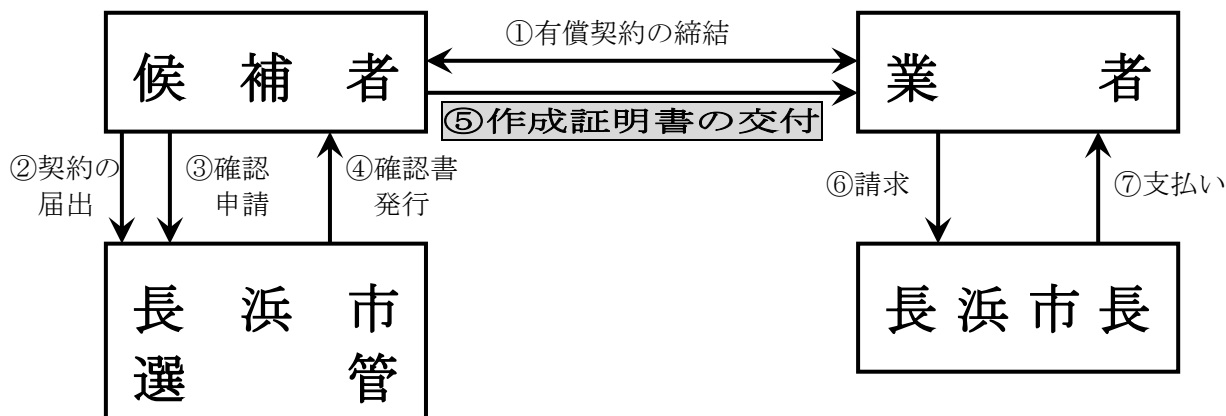 ①有償契約の締結
候補者
業者
⑤作成証明書の交付
②契約の
届出
③確認
申請
④確認書
発行
⑥請求
⑦支払い
長浜市
選管
長浜市長